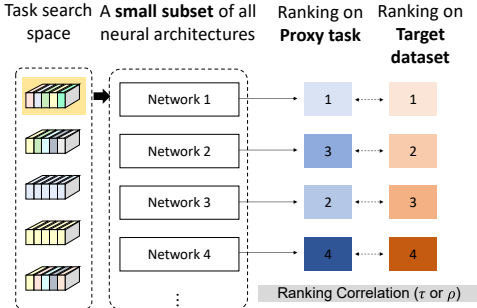 Task search
space
A small subset of all
neural architectures
Ranking on
Proxy task
Ranking on
Target
dataset
Network 1
1
1
Network 2
3
2
Network 3
2
3
Network 4
4
4
⋮
Ranking Correlation (τ or ρ)